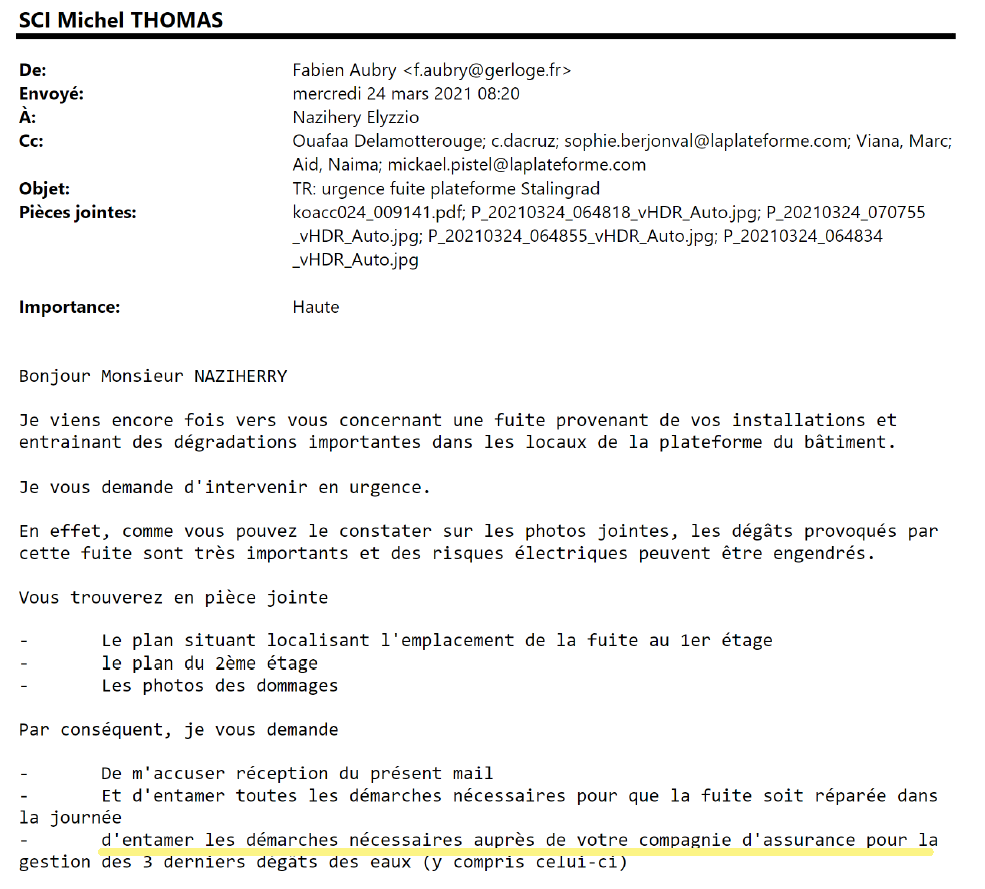 SCI Michel THOMAS
De: Fabien Aubry <f.aubry@gerloge.fr>
Envoyé: mercredi 24 mars 2021 08:20
À: Nazihery Elyzzio
Cc: Ouafaa Delamotterouge; c.dacruz; sophie.berjonval@laplateforme.com; Viana, Marc;
Aid, Naima; mickael.pistel@laplateforme.com
Objet: TR: urgence fuite plateforme Stalingrad
Pièces jointes: koacc024_009141.pdf; P_20210324_064818_vHDR_Auto.jpg; P_20210324_070755
_vHDR_Auto.jpg; P_20210324_064855_vHDR_Auto.jpg; P_20210324_064834
_vHDR_Auto.jpg
Importance: Haute
Bonjour Monsieur NAZIHERRY
Je viens encore fois vers vous concernant une fuite provenant de vos installations et
entrainant des dégradations importantes dans les locaux de la plateforme du bâtiment.
Je vous demande d'intervenir en urgence.
En effet, comme vous pouvez le constater sur les photos jointes, les dégâts provoqués par
cette fuite sont très importants et des risques électriques peuvent être engendrés.
Vous trouverez en pièce jointe
- Le plan situant localisant l'emplacement de la fuite au 1er étage
- le plan du 2ème étage
- Les photos des dommages
Par conséquent, je vous demande
- De m'accuser réception du présent mail
- Et d'entamer toutes les démarches nécessaires pour que la fuite soit réparée dans
la journée
- d'entamer les démarches nécessaires auprès de votre compagnie d'assurance pour la
gestion des 3 derniers dégâts des eaux (y compris celui-ci)